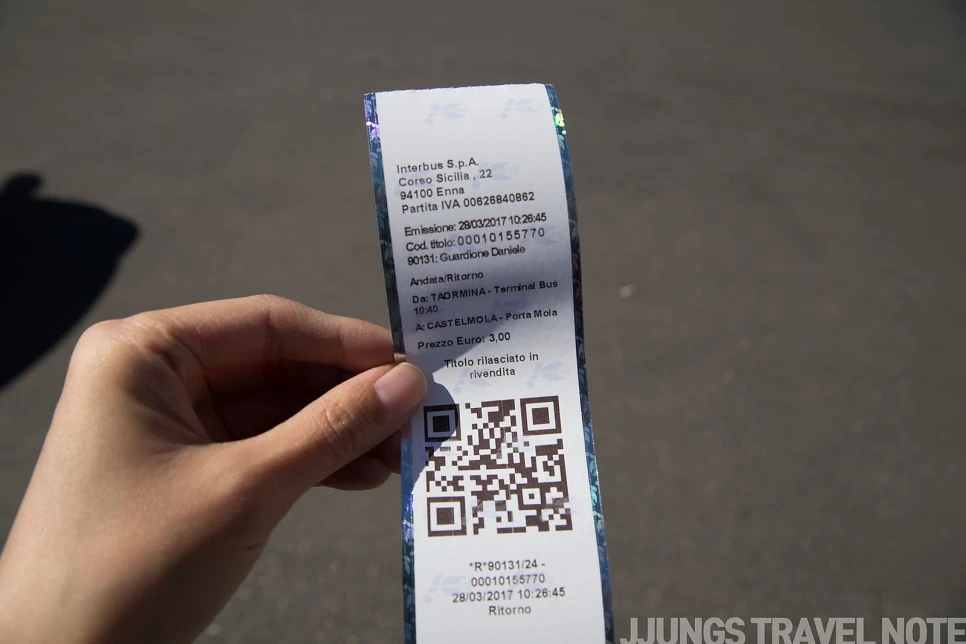 Interbus S.p.A.
Corso Sicilia , 22
94100 Enna
Partita IVA 00626840862
Emissione: 28/03/2017 10:26:45
Cod. titolo: 00010155770
90131: Guardione Daniele
Andata/Ritorno
Da: TAORMINA - Terminal Bus
10:40
A: CASTELMOLA - Porta Mola
Prezzo Euro: 3,00
Titolo rilasciato in
rivendita
*R*90131/24 -
00010155770
28/03/2017 10:26:45
Ritorno
JJUNGS TRAVEL NOTE